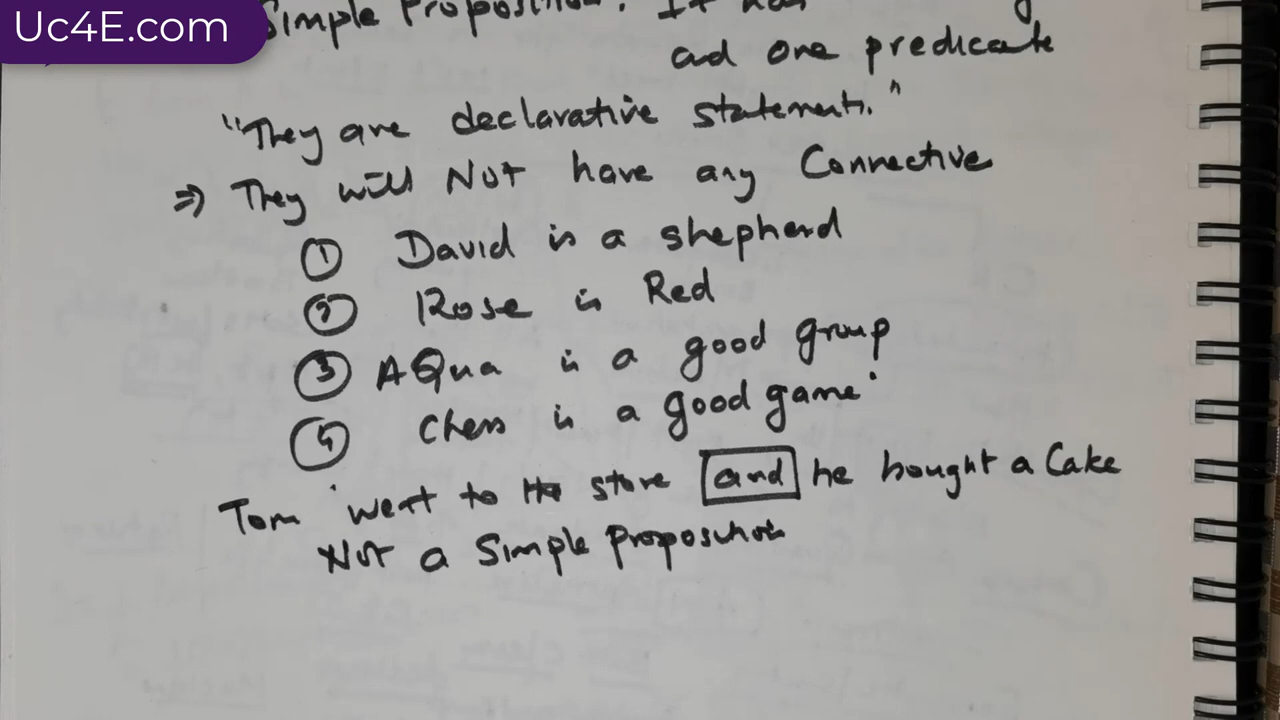 Uc4E.com
Simple Proposition: It has
and one predicate
"They are declarative statements."
⇒ They will NOT have any Connective
① David is a shepherd
② Rose is Red
③ AQua is a good group
④ Chess is a good game
Tom went to the store and he bought a Cake
Not a Simple Proposition